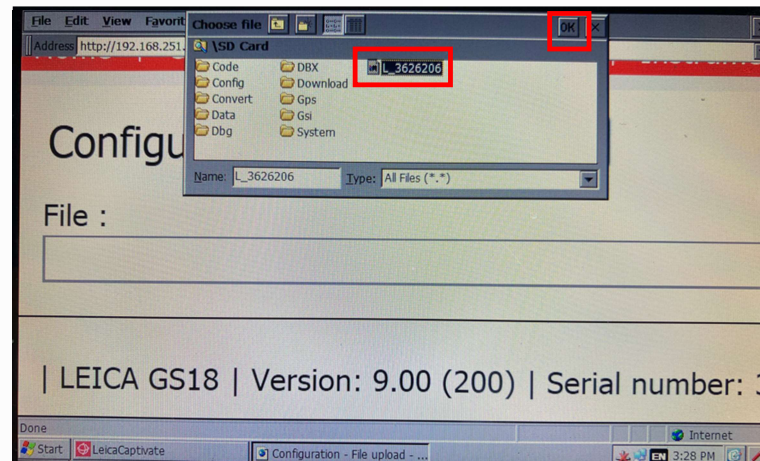 File Edit View Favorit
Choose file OK ×
Address http://192.168.251.
\SD Card
Code DBX L_3626206
Config Download
Convert Gps
Data Gsi
Dbg System
Configu
Name: L_3626206 Type: All Files (*.*)
File :
| LEICA GS18 | Version: 9.00 (200) | Serial number:
Done Internet
Start LeicaCaptivate Configuration - File upload - ... EN 3:28 PM